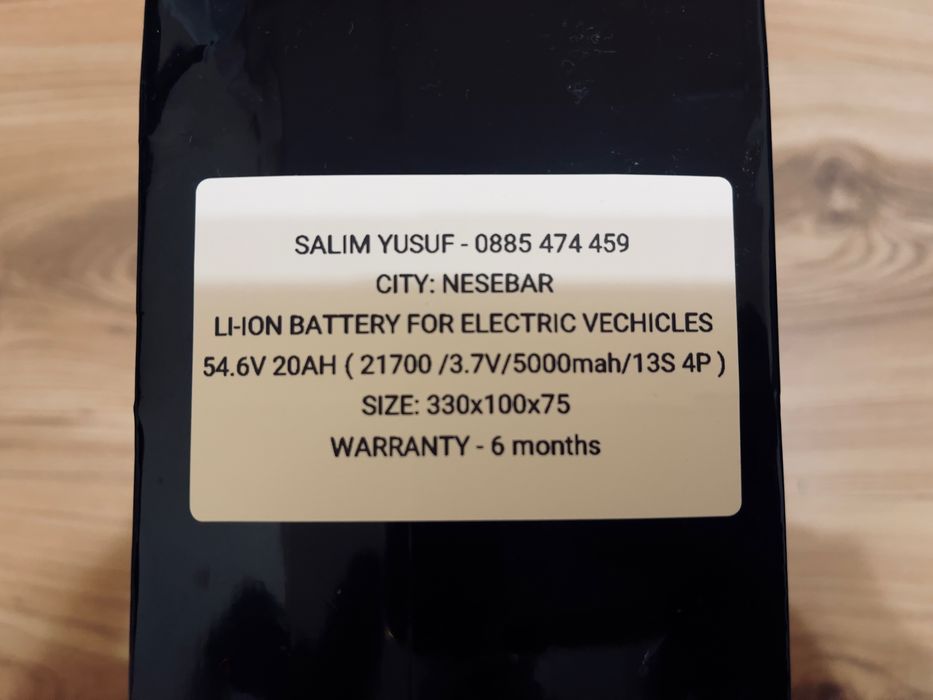 SALIM YUSUF - 0885 474 459
CITY: NESEBAR
LI-ION BATTERY FOR ELECTRIC VECHICLES
54.6V 20AH ( 21700 /3.7V/5000mah/13S 4P )
SIZE: 330x100x75
WARRANTY - 6 months